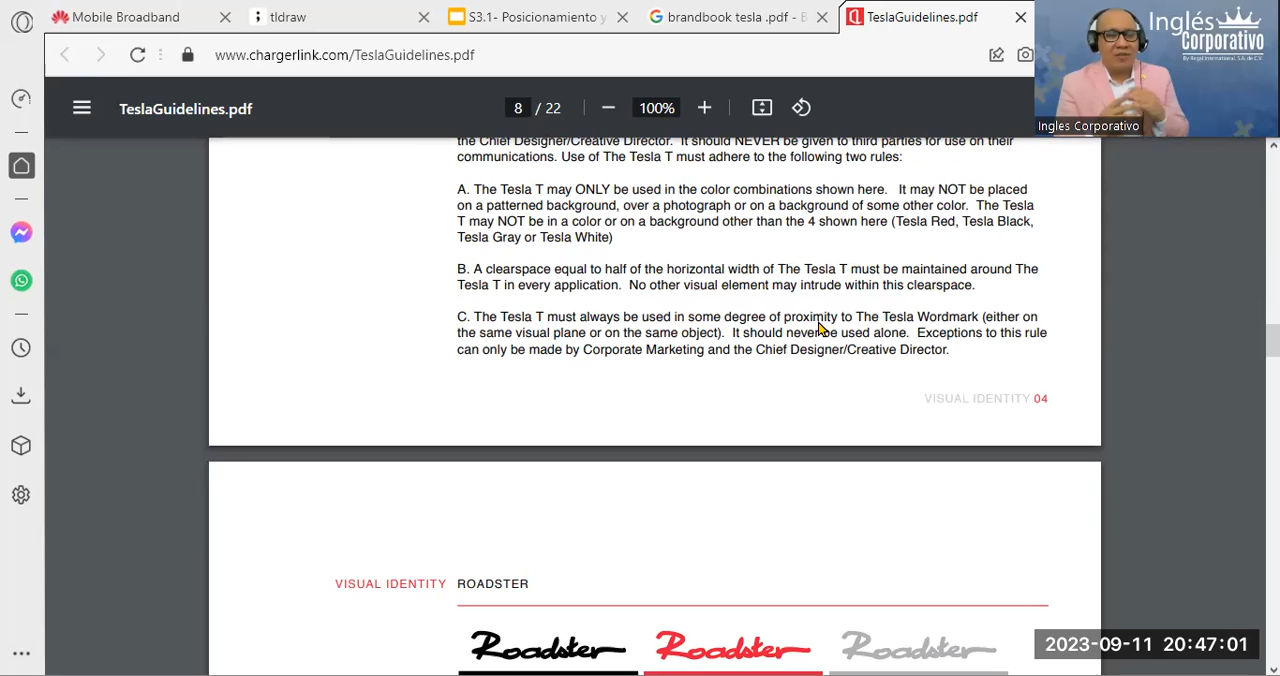 Mobile Broadband
tldraw
S3.1- Posicionamiento y
brandbook tesla .pdf - B
TeslaGuidelines.pdf
www.chargerlink.com/TeslaGuidelines.pdf
Inglés
Corporativo
By Regal International, S.A. de C.V.
Ingles Corporativo
TeslaGuidelines.pdf
8 / 22
100%
the Chief Designer/Creative Director. It should NEVER be given to third parties for use on their
communications. Use of The Tesla T must adhere to the following two rules:
A. The Tesla T may ONLY be used in the color combinations shown here. It may NOT be placed
on a patterned background, over a photograph or on a background of some other color. The Tesla
T may NOT be in a color or on a background other than the 4 shown here (Tesla Red, Tesla Black,
Tesla Gray or Tesla White)
B. A clearspace equal to half of the horizontal width of The Tesla T must be maintained around The
Tesla T in every application. No other visual element may intrude within this clearspace.
C. The Tesla T must always be used in some degree of proximity to The Tesla Wordmark (either on
the same visual plane or on the same object). It should never be used alone. Exceptions to this rule
can only be made by Corporate Marketing and the Chief Designer/Creative Director.
VISUAL IDENTITY 04
VISUAL IDENTITY ROADSTER
Roadster Roadster Roadster
2023-09-11 20:47:01